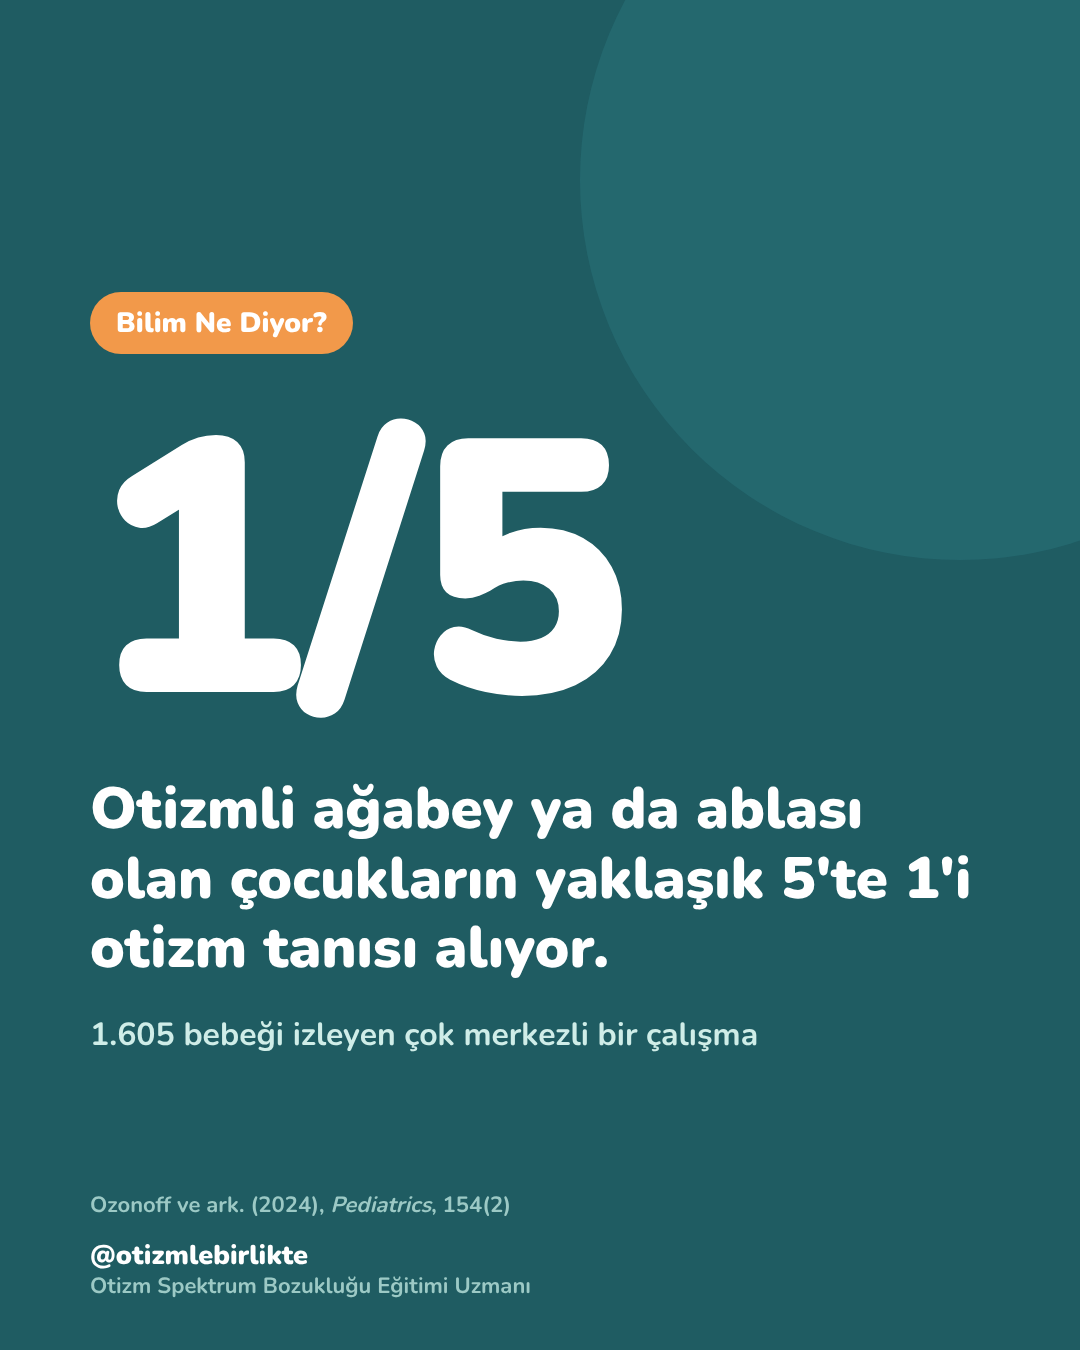 Bilim Ne Diyor?
1/5
Otizmli ağabey ya da ablası
olan çocukların yaklaşık 5'te 1'i
otizm tanısı alıyor.
1.605 bebeği izleyen çok merkezli bir çalışma
Ozonoff ve ark. (2024), Pediatrics, 154(2)
@otizmlebirlikte
Otizm Spektrum Bozukluğu Eğitimi Uzmanı